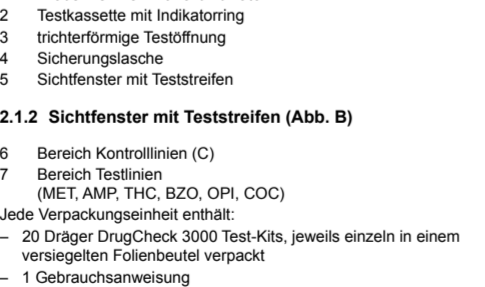 2 Testkassette mit Indikatorring
3 trichterförmige Testöffnung
4 Sicherungslasche
5 Sichtfenster mit Teststreifen
2.1.2 Sichtfenster mit Teststreifen (Abb. B)
6 Bereich Kontrolllinien (C)
7 Bereich Testlinien
(MET, AMP, THC, BZO, OPI, COC)
Jede Verpackungseinheit enthält:
– 20 Dräger DrugCheck 3000 Test-Kits, jeweils einzeln in einem
versiegelten Folienbeutel verpackt
– 1 Gebrauchsanweisung